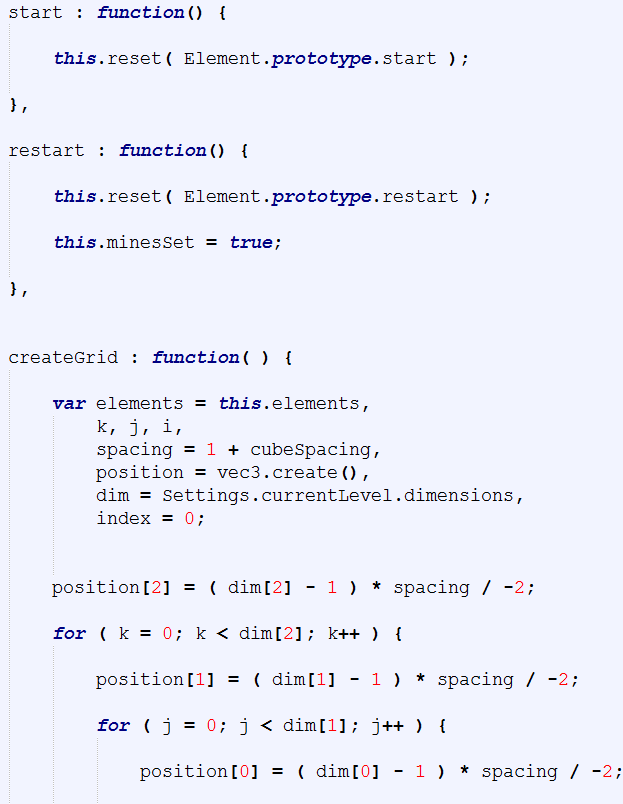 start : function() {
this.reset( Element.prototype.start );
},
restart : function() {
this.reset( Element.prototype.restart );
this.minesSet = true;
},
createGrid : function( ) {
var elements = this.elements,
k, j, i,
spacing = 1 + cubeSpacing,
position = vec3.create(),
dim = Settings.currentLevel.dimensions,
index = 0;
position[2] = ( dim[2] - 1 ) * spacing / -2;
for ( k = 0; k < dim[2]; k++ ) {
position[1] = ( dim[1] - 1 ) * spacing / -2;
for ( j = 0; j < dim[1]; j++ ) {
position[0] = ( dim[0] - 1 ) * spacing / -2;